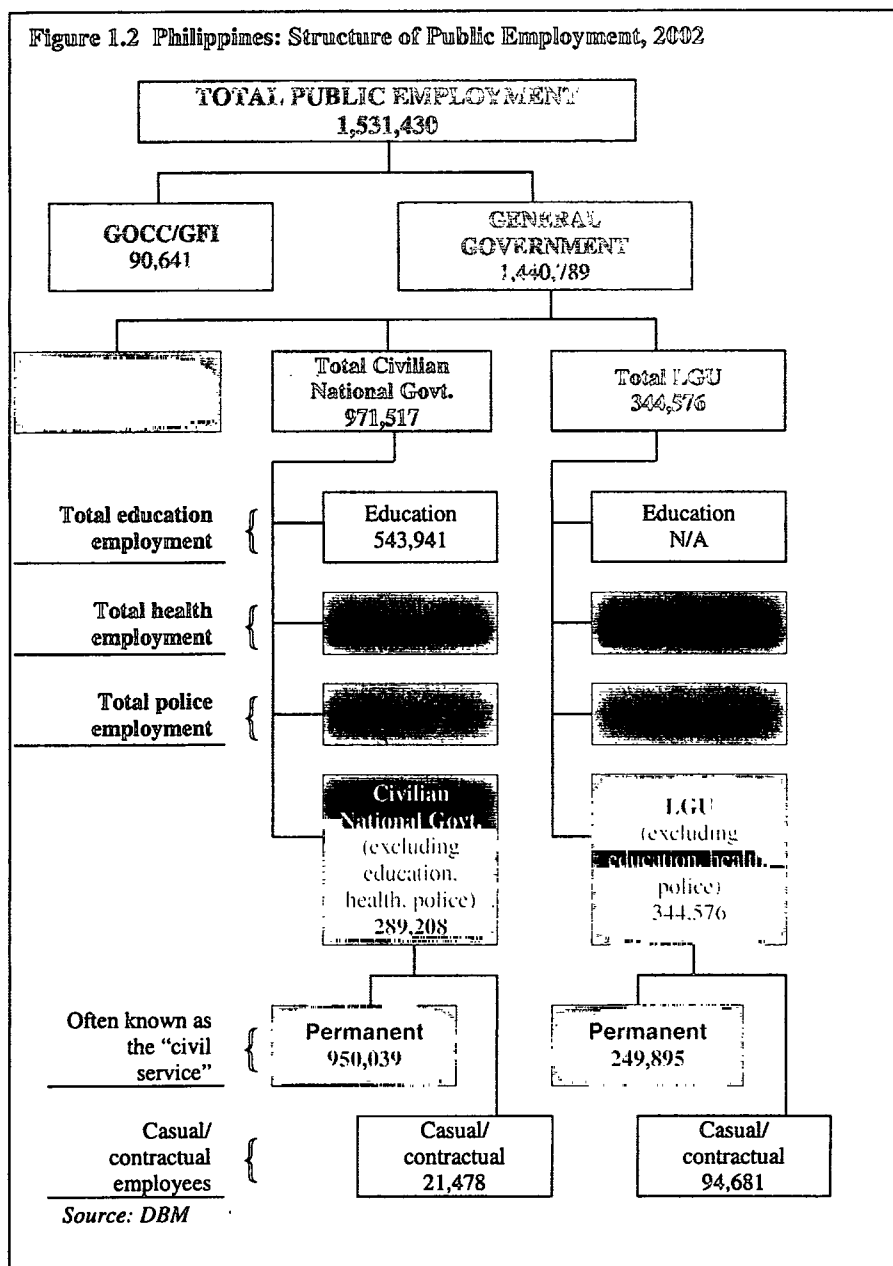 Figure 1.2 Philippines: Structure of Public Employment, 2002
TOTAL PUBLIC EMPLOYMENT
1,531,430
GOCC/GFI
90,641
GENERAL
GOVERNMENT
1,440,789
Total Civilian
National Govt.
971,517
Total LGU
344,576
Total education
employment
Education
543,941
Education
N/A
Total health
employment
Total police
employment
Civilian
National Govt.
(excluding
education,
health, police)
289,208
LGU
(excluding
education, health,
police)
344,576
Often known as
the “civil
service”
Permanent
950,039
Permanent
249,895
Casual/
contractual
employees
Casual/
contractual
21,478
Casual/
contractual
94,681
Source: DBM